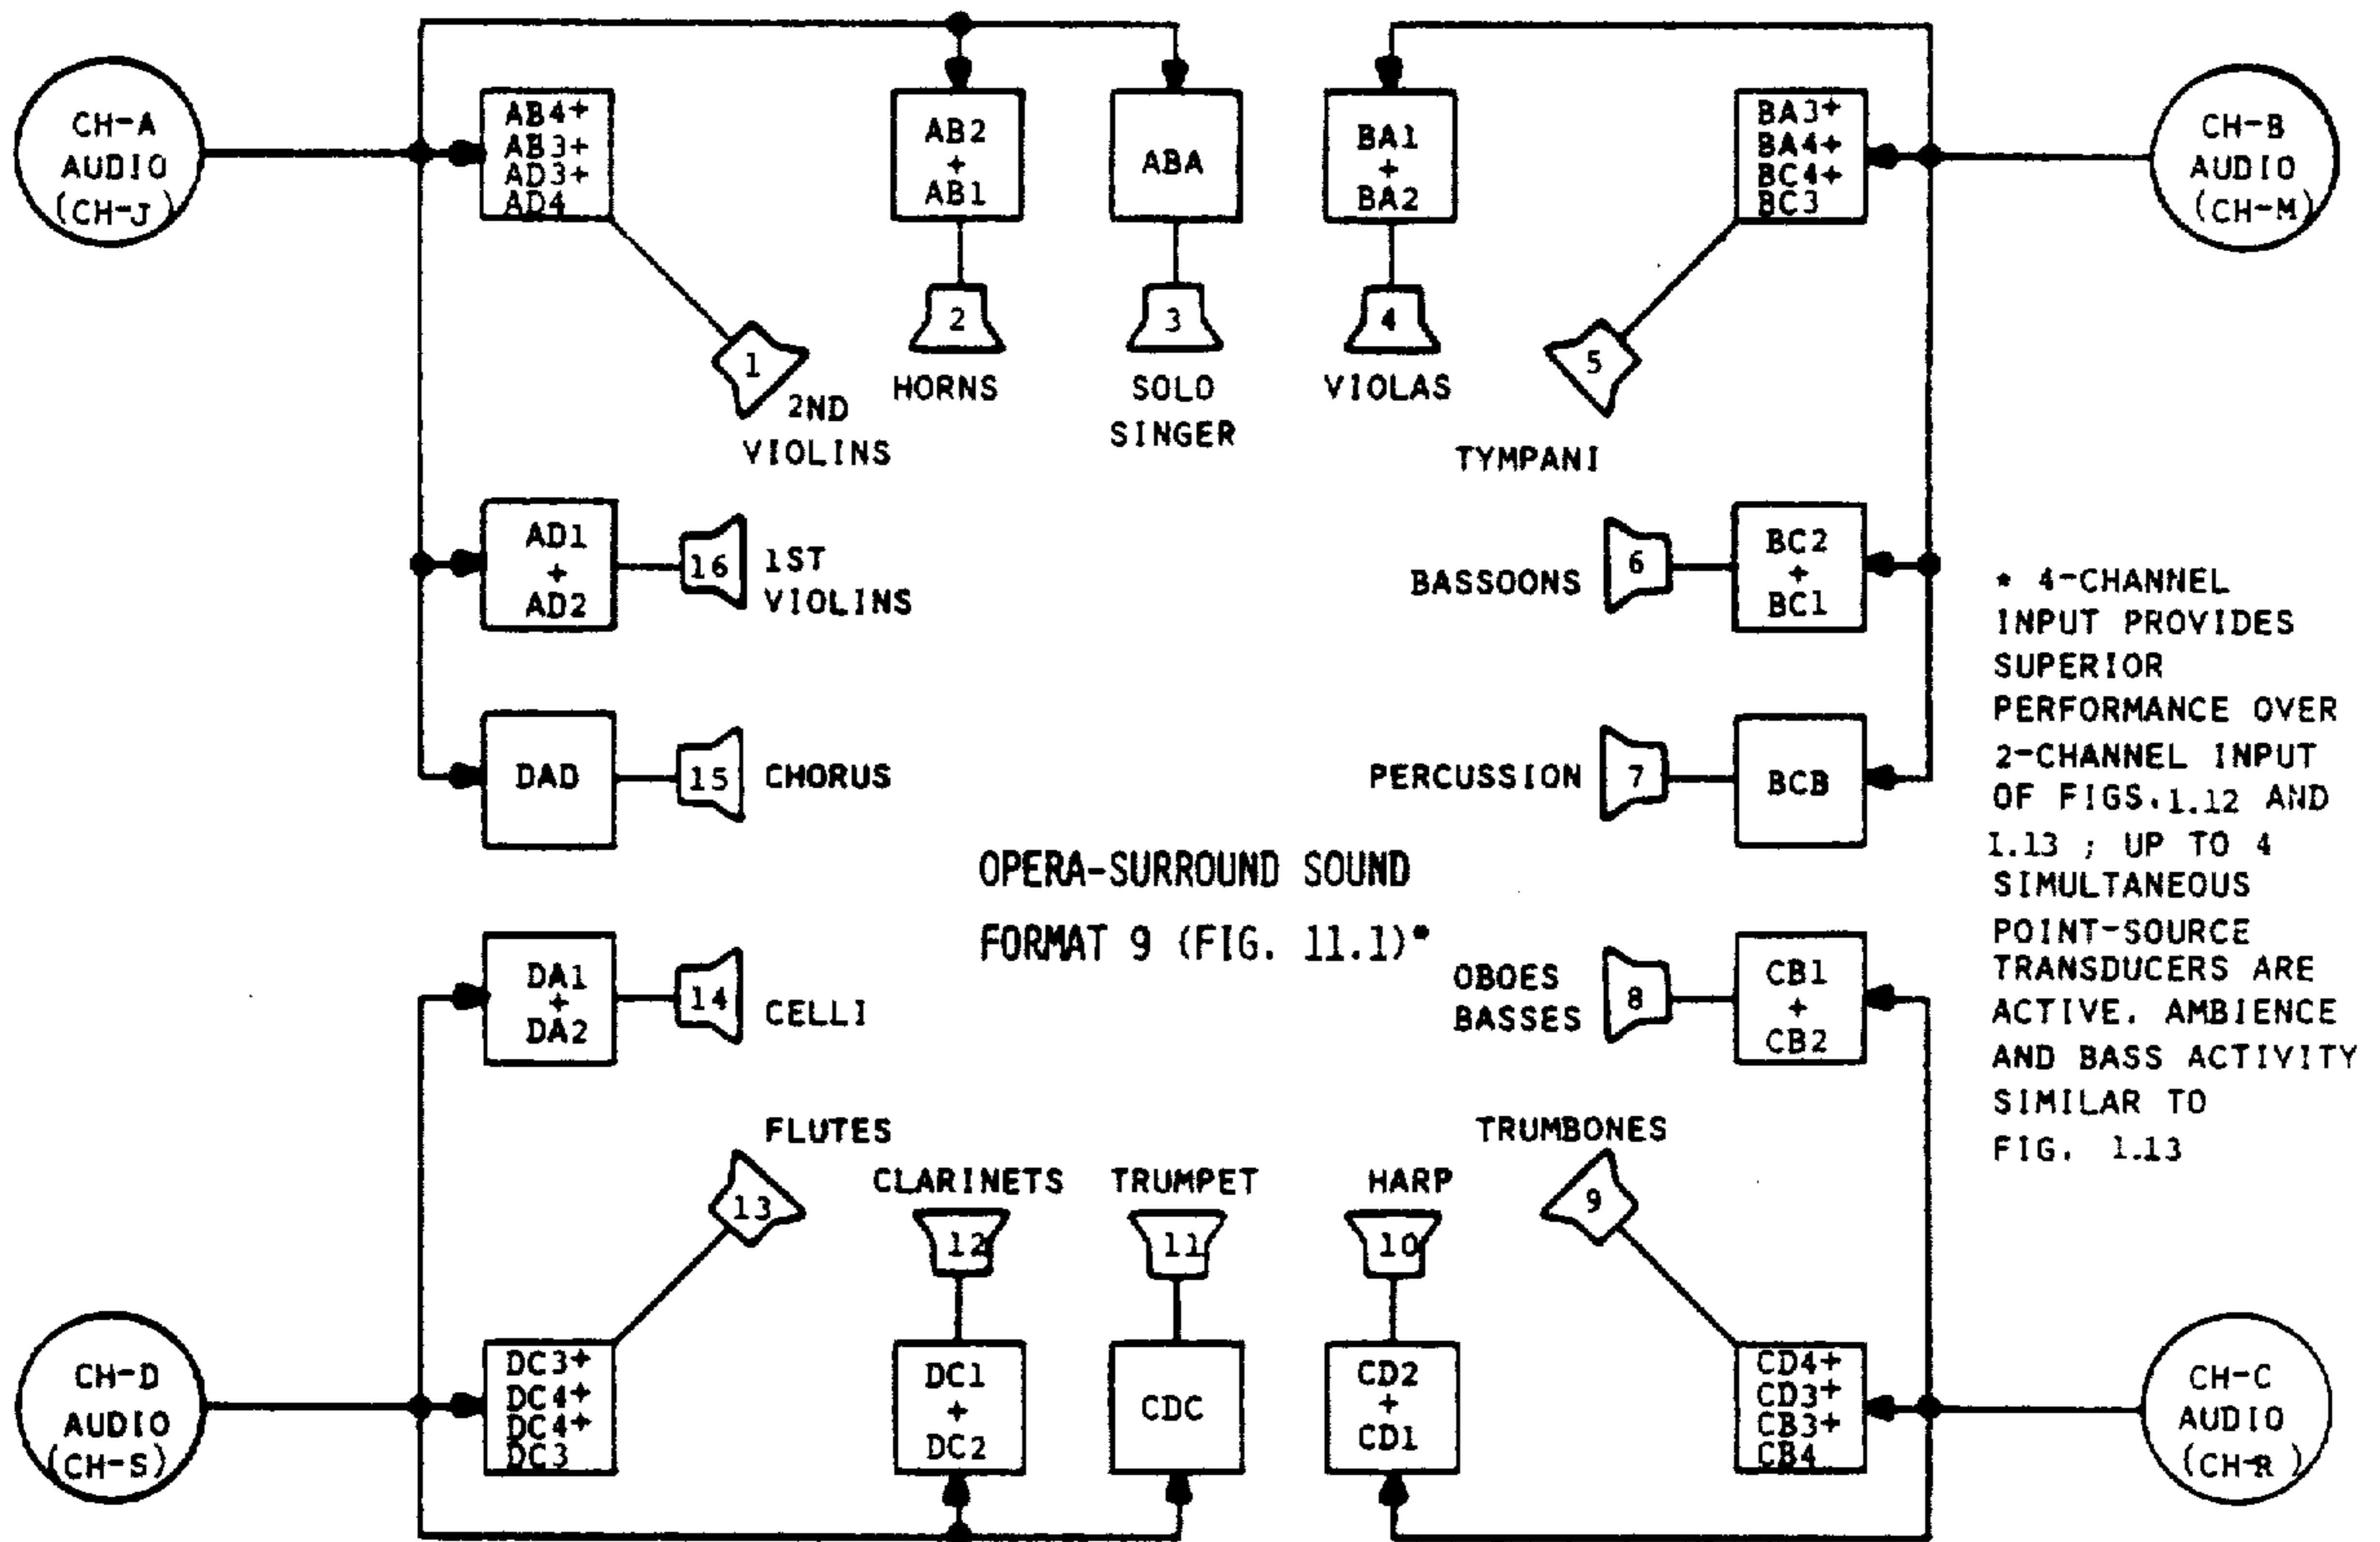 CH-A
AUDIO
(CH-J)
AB4+
AB3+
AD3+
AD4
AB2
+
AB1
ABA
BA1
+
BA2
BA3+
BA4+
BC4+
BC3
CH-B
AUDIO
(CH-M)
1
2ND
VIOLINS
2
HORNS
3
SOLO
SINGER
4
VIOLAS
5
TYMPANI
AD1
+
AD2
16
1ST
VIOLINS
BASSOONS
6
BC2
+
BC1
DAD
15
CHORUS
PERCUSSION
7
BCB
* 4-CHANNEL
INPUT PROVIDES
SUPERIOR
PERFORMANCE OVER
2-CHANNEL INPUT
OF FIGS.1.12 AND
1.13 ; UP TO 4
SIMULTANEOUS
POINT-SOURCE
TRANSDUCERS ARE
ACTIVE. AMBIENCE
AND BASS ACTIVITY
SIMILAR TO
FIG. 1.13
OPERA-SURROUND SOUND
FORMAT 9 (FIG. 11.1)*
DA1
+
DA2
14
CELLI
OBOES
BASSES
8
CB1
+
CB2
FLUTES
13
CLARINETS
12
TRUMPET
11
HARP
10
TRUMBONES
9
CH-D
AUDIO
(CH-S)
DC3+
DC4+
DC4+
DC3
DC1
+
DC2
CDC
CD2
+
CD1
CD4+
CD3+
CB3+
CB4
CH-C
AUDIO
(CH-R)